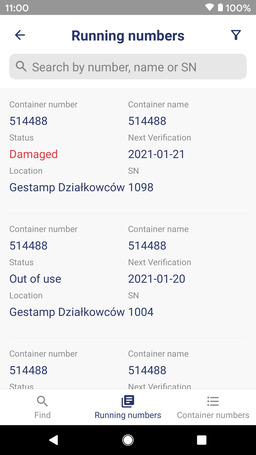 11:00 100%
Running numbers
Search by number, name or SN
Container number Container name
514488 514488
Status Next Verification
Damaged 2021-01-21
Location SN
Gestamp Działkowców 1098
Container number Container name
514488 514488
Status Next Verification
Out of use 2021-01-20
Location SN
Gestamp Działkowców 1004
Container number Container name
514488 514488
Status Next Verification
Find Running numbers Container numbers